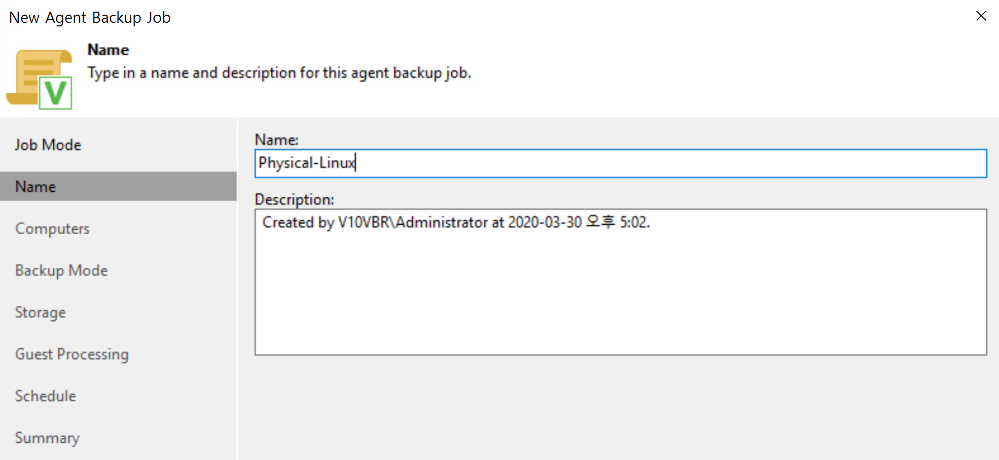 New Agent Backup Job
Name
Type in a name and description for this agent backup job.
V
Job Mode
Name
Computers
Backup Mode
Storage
Guest Processing
Schedule
Summary
Name:
Physical-Linux
Description:
Created by V10VBR\Administrator at 2020-03-30 오후 5:02.